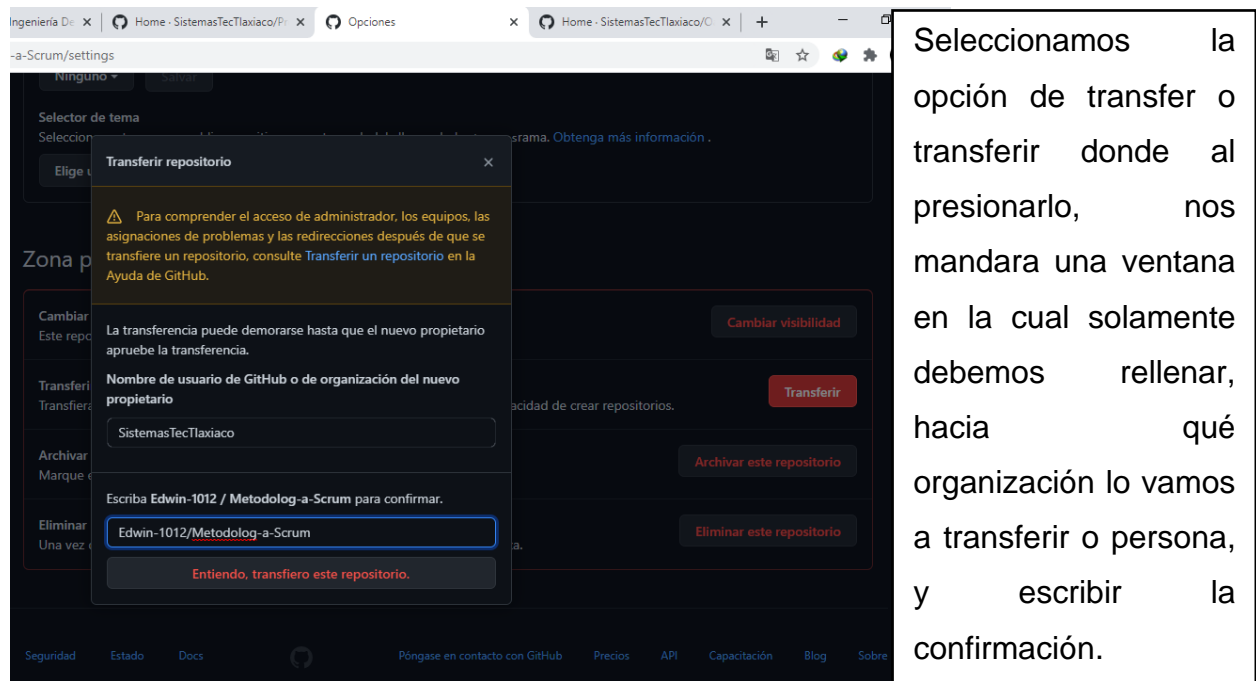 Ingeniería De
Home · SistemasTecTlaxiaco/Pr
Opciones
Home · SistemasTecTlaxiaco/O
-a-Scrum/settings
Ninguno
Salvar
Selector de tema
Seleccion
srama. Obtenga más información .
Elige u
Transferir repositorio
Para comprender el acceso de administrador, los equipos, las
asignaciones de problemas y las redirecciones después de que se
transfiere un repositorio, consulte Transferir un repositorio en la
Ayuda de GitHub.
Zona p
La transferencia puede demorarse hasta que el nuevo propietario
apruebe la transferencia.
Nombre de usuario de GitHub o de organización del nuevo
propietario
SistemasTecTlaxiaco
Escriba Edwin-1012 / Metodolog-a-Scrum para confirmar.
Edwin-1012/Metodolog-a-Scrum
Entiendo, transfiero este repositorio.
Cambiar
Este repo
Cambiar visibilidad
Transferi
Transfiera
acidad de crear repositorios.
Transferir
Archivar
Marque e
Archivar este repositorio
Eliminar
Una vez
ta.
Eliminar este repositorio
Seguridad Estado Docs Póngase en contacto con GitHub Precios API Capacitación Blog Sobre
Seleccionamos la
opción de transfer o
transferir donde al
presionarlo, nos
mandara una ventana
en la cual solamente
debemos rellenar,
hacia qué
organización lo vamos
a transferir o persona,
y escribir la
confirmación.